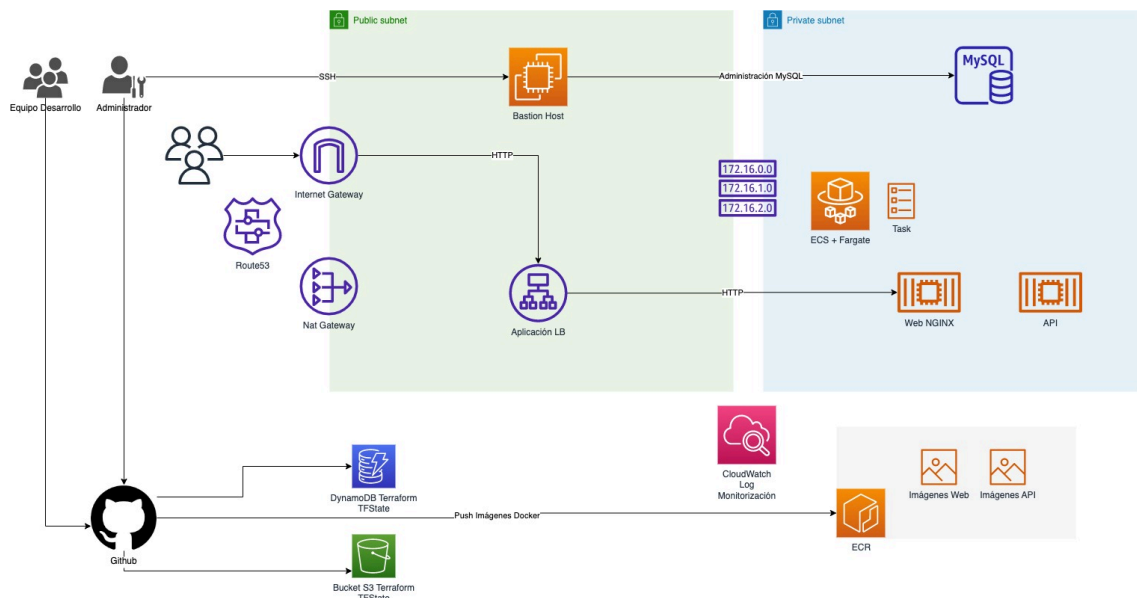 Public subnet
Private subnet
Equipo Desarrollo
Administrador
SSH
Bastion Host
Administración MySQL
MySQL
Internet Gateway
HTTP
172.16.0.0
172.16.1.0
172.16.2.0
ECS + Fargate
Task
Route53
Nat Gateway
Aplicación LB
HTTP
Web NGINX
API
CloudWatch
Log
Monitorización
DynamoDB Terraform
TFState
Imágenes Web
Imágenes API
Push Imágenes Docker
ECR
Github
Bucket S3 Terraform
TFState